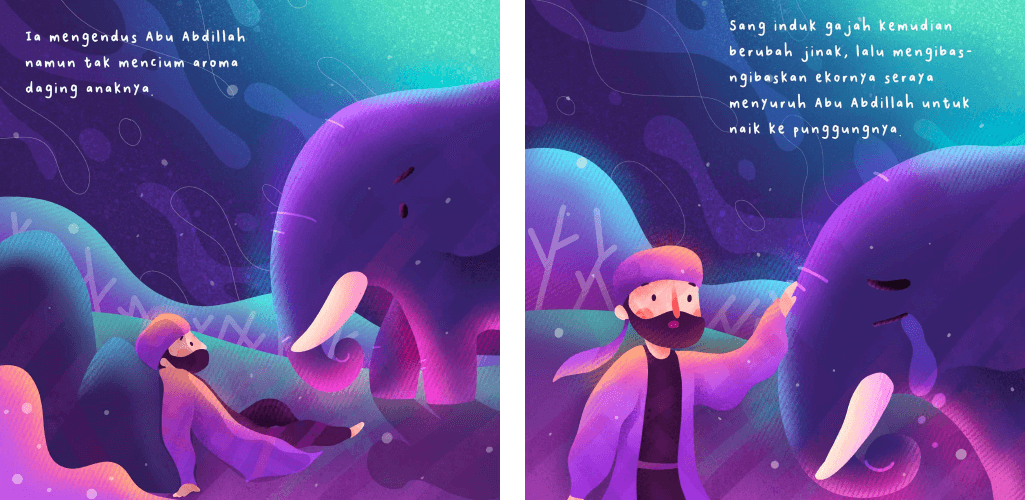 Ia mengendus Abu Abdillah
namun tak mencium aroma
daging anaknya.
Sang induk gajah kemudian
berubah jinak, lalu mengibas-
ngibaskan ekornya seraya
menyuruh Abu Abdillah untuk
naik ke punggungnya.